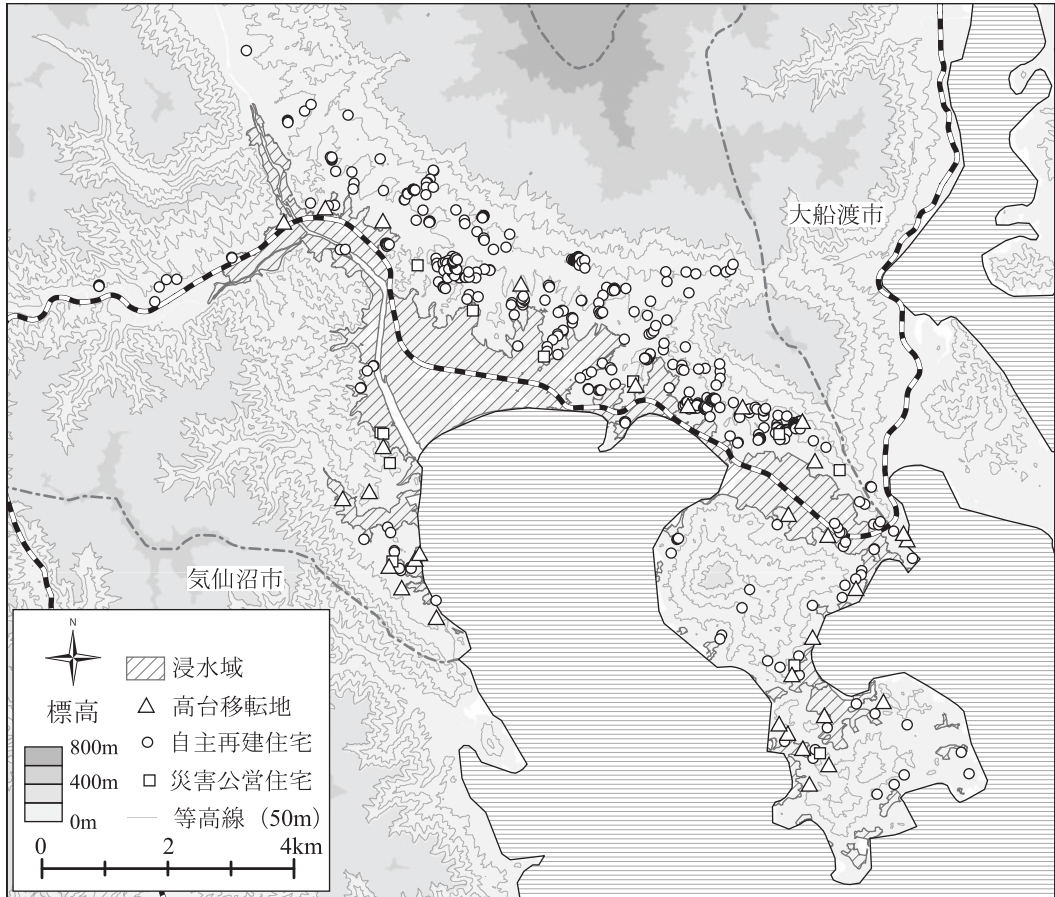 大船渡市
気仙沼市
N
標高
800m
400m
0m
浸水域
高台移転地
自主再建住宅
災害公営住宅
等高線（50m）
0 2 4km